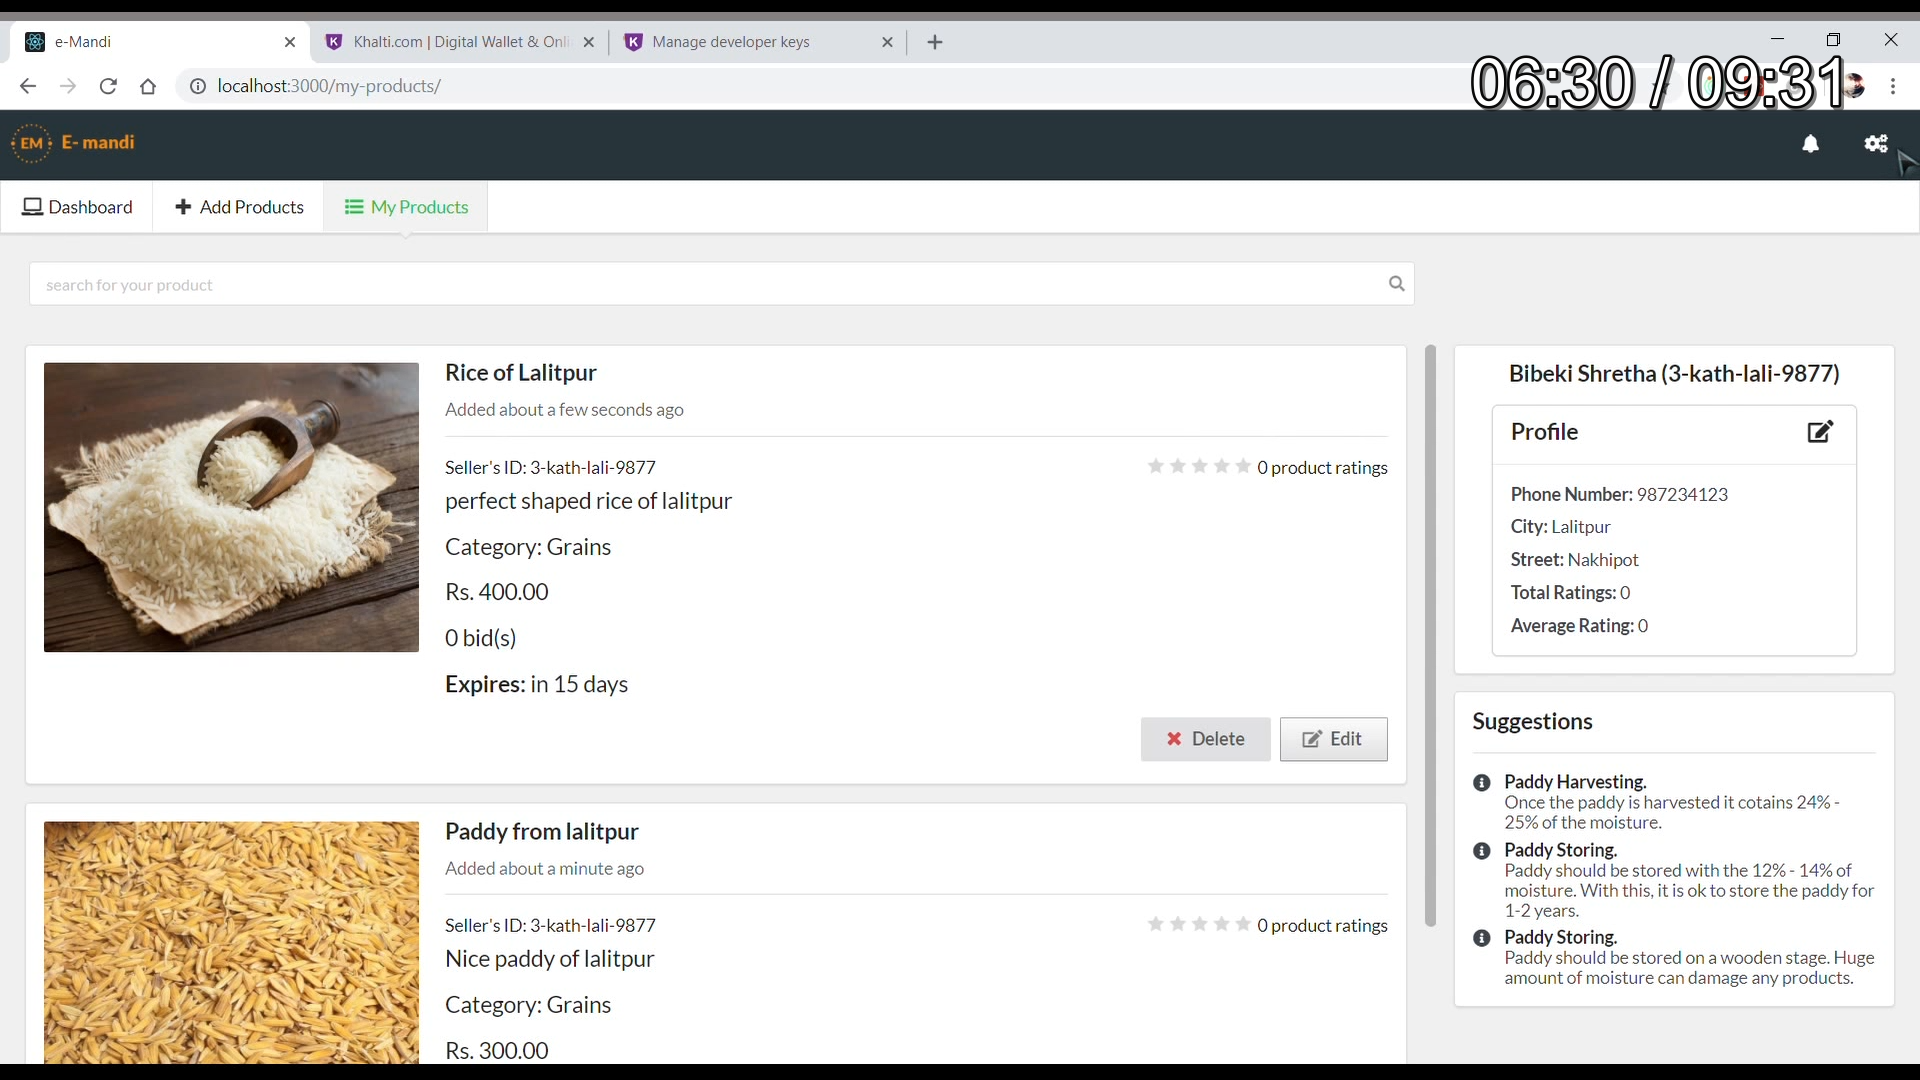 e-Mandi
Khalti.com | Digital Wallet & Onli
Manage developer keys
localhost:3000/my-products/
06:30 / 09:31
EM E- mandi
Dashboard
Add Products
My Products
search for your product
Rice of Lalitpur
Added about a few seconds ago
Seller's ID: 3-kath-lali-9877
0 product ratings
perfect shaped rice of lalitpur
Category: Grains
Rs. 400.00
0 bid(s)
Expires: in 15 days
Delete
Edit
Paddy from lalitpur
Added about a minute ago
Seller's ID: 3-kath-lali-9877
0 product ratings
Nice paddy of lalitpur
Category: Grains
Rs. 300.00
Bibeki Shretha (3-kath-lali-9877)
Profile
Phone Number: 987234123
City: Lalitpur
Street: Nakhipot
Total Ratings: 0
Average Rating: 0
Suggestions
Paddy Harvesting.
Once the paddy is harvested it cotains 24% -
25% of the moisture.
Paddy Storing.
Paddy should be stored with the 12% - 14% of
moisture. With this, it is ok to store the paddy for
1-2 years.
Paddy Storing.
Paddy should be stored on a wooden stage. Huge
amount of moisture can damage any products.